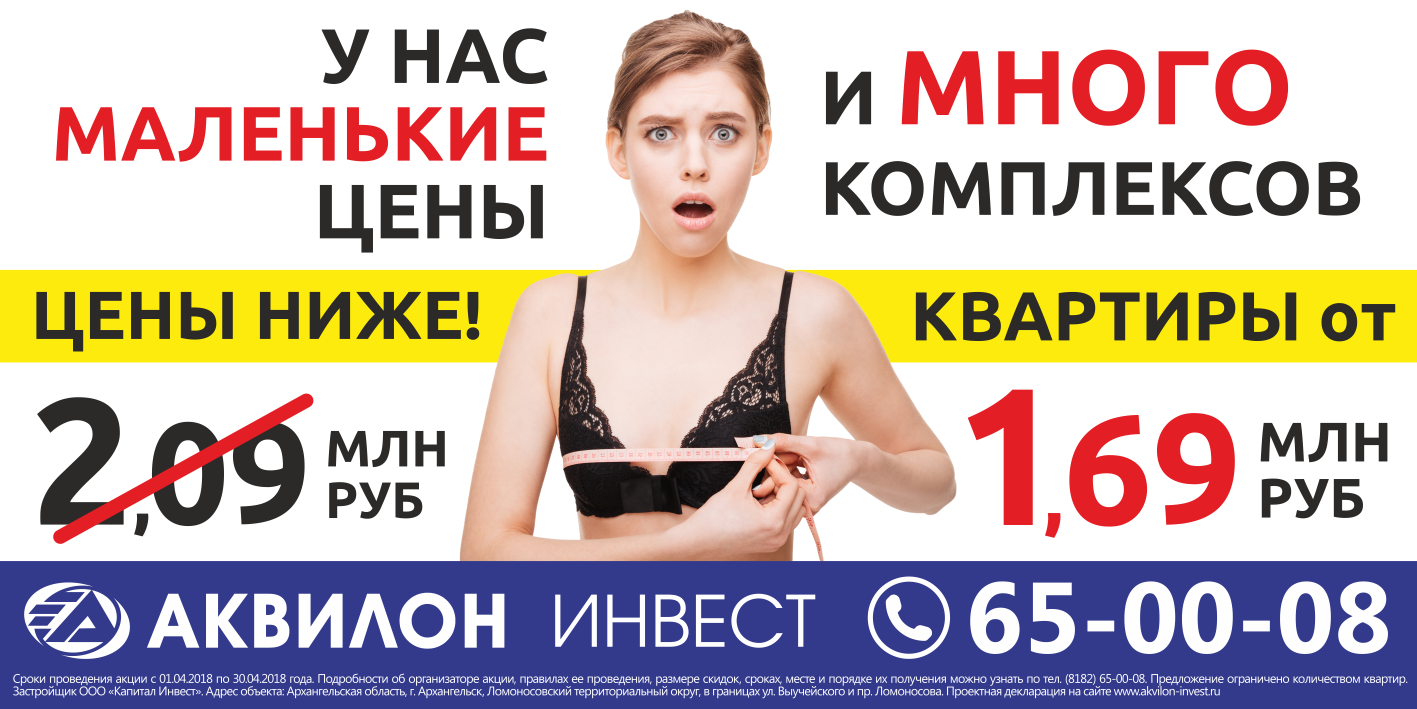 У НАС
МАЛЕНЬКИЕ
ЦЕНЫ
И МНОГО
КОМПЛЕКСОВ
ЦЕНЫ НИЖЕ!
КВАРТИРЫ от
2,09 МЛН
РУБ
1,69 МЛН
РУБ
АКВИЛОН ИНВЕСТ 65-00-08
Сроки проведения акции с 01.04.2018 по 30.04.2018 года. Подробности об организаторе акции, правилах ее проведения, размере скидок, сроках, месте и порядке их получения можно узнать по тел. (8182) 65-00-08. Предложение ограничено количеством квартир.
Застройщик ООО «Капитал Инвест». Адрес объекта: Архангельская область, г. Архангельск, Ломоносовский территориальный округ, в границах ул. Выучейского и пр. Ломоносова. Проектная декларация на сайте www.akvilon-invest.ru